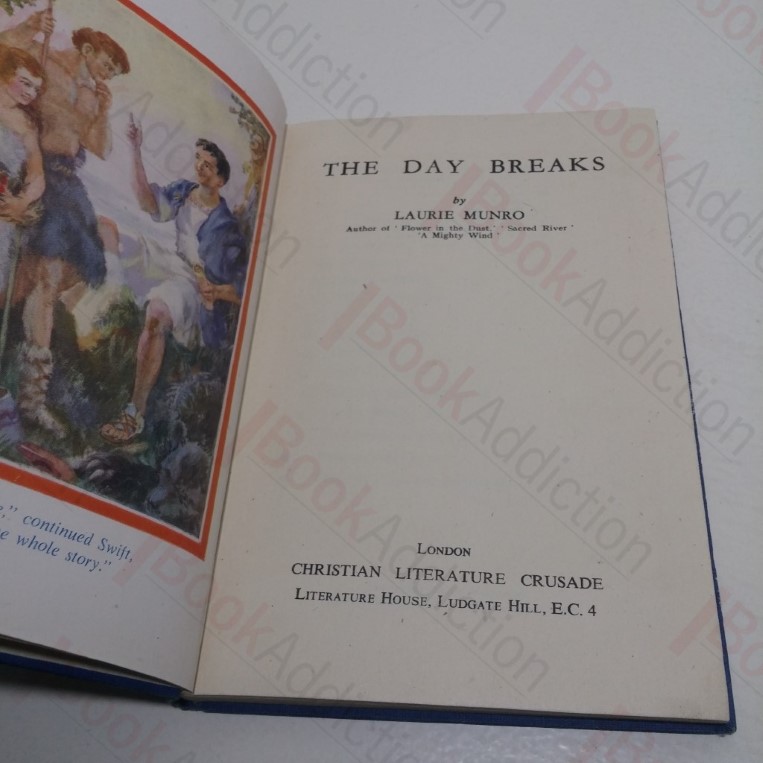 ," continued Swift,
e whole story."
THE DAY BREAKS
by
LAURIE MUNRO
Author of ' Flower in the Dust,' ' Sacred River '
' A Mighty Wind '
LONDON
CHRISTIAN LITERATURE CRUSADE
LITERATURE HOUSE, LUDGATE HILL, E.C. 4
BookAddiction